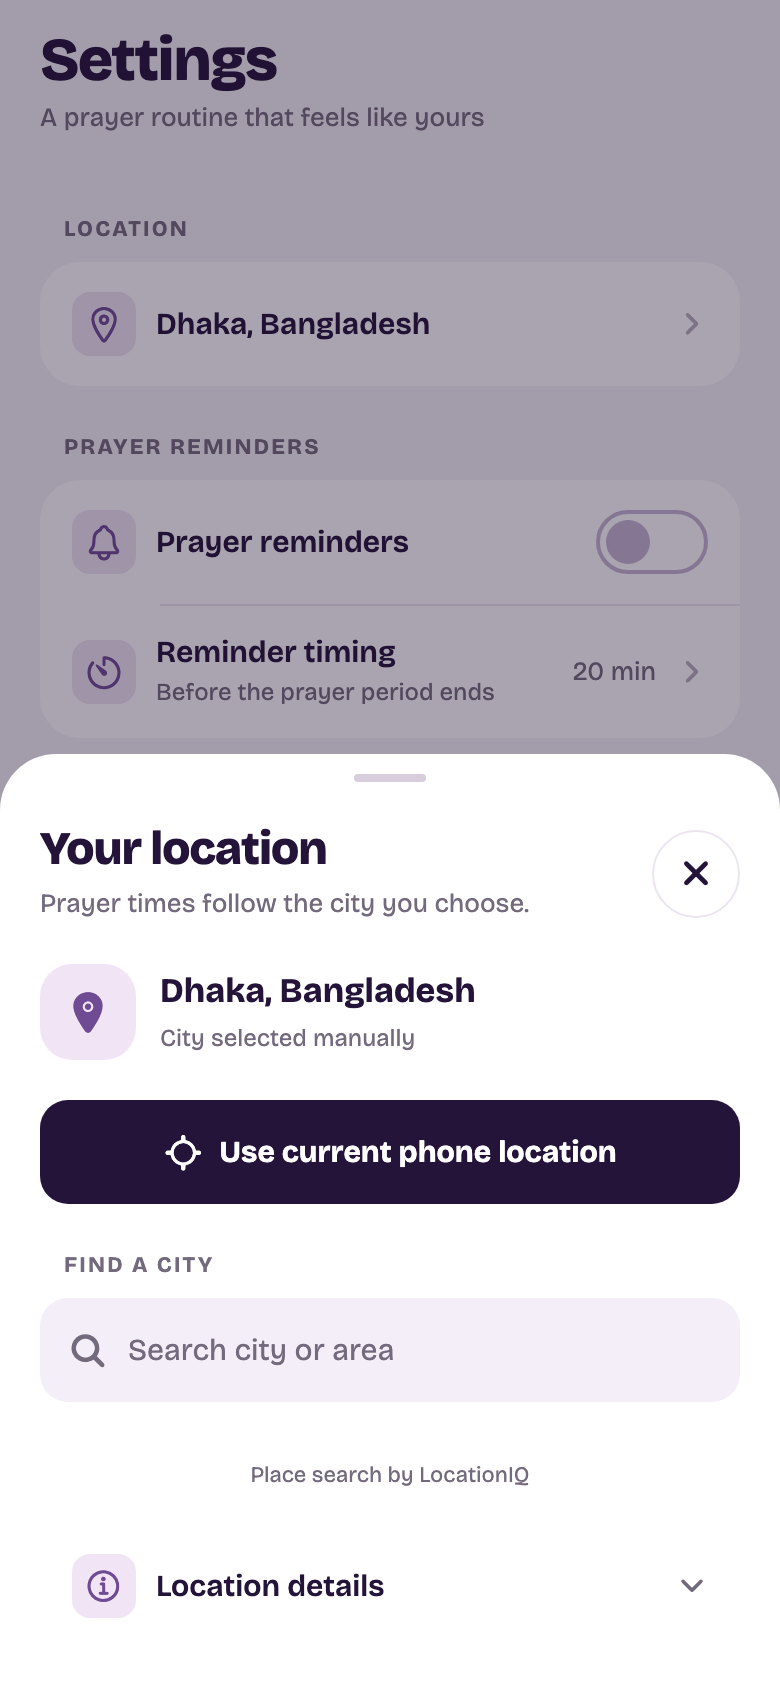 Settings
A prayer routine that feels like yours
LOCATION
Dhaka, Bangladesh
PRAYER REMINDERS
Prayer reminders
Reminder timing
Before the prayer period ends
20 min
Your location
Prayer times follow the city you choose.
Dhaka, Bangladesh
City selected manually
Use current phone location
FIND A CITY
Search city or area
Place search by LocationIQ
Location details